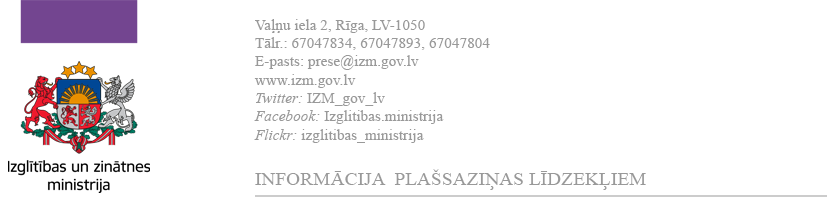 Vaļņu iela 2, Rīga, LV-1050
Tālr.: 67047834, 67047893, 67047804
E-pasts: prese@izm.gov.lv
www.izm.gov.lv
Twitter: IZM_gov_lv
Facebook: Izglitibas.ministrija
Flickr: izglitibas_ministrija
Izglītības un zinātnes
ministrija
INFORMĀCIJA PLAŠSAZIŅAS LĪDZEKĻIEM